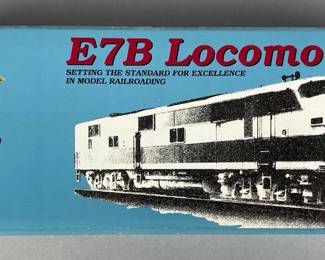 E7B Locomo
SETTING THE STANDARD FOR EXCELLENCE
IN MODEL RAILROADING